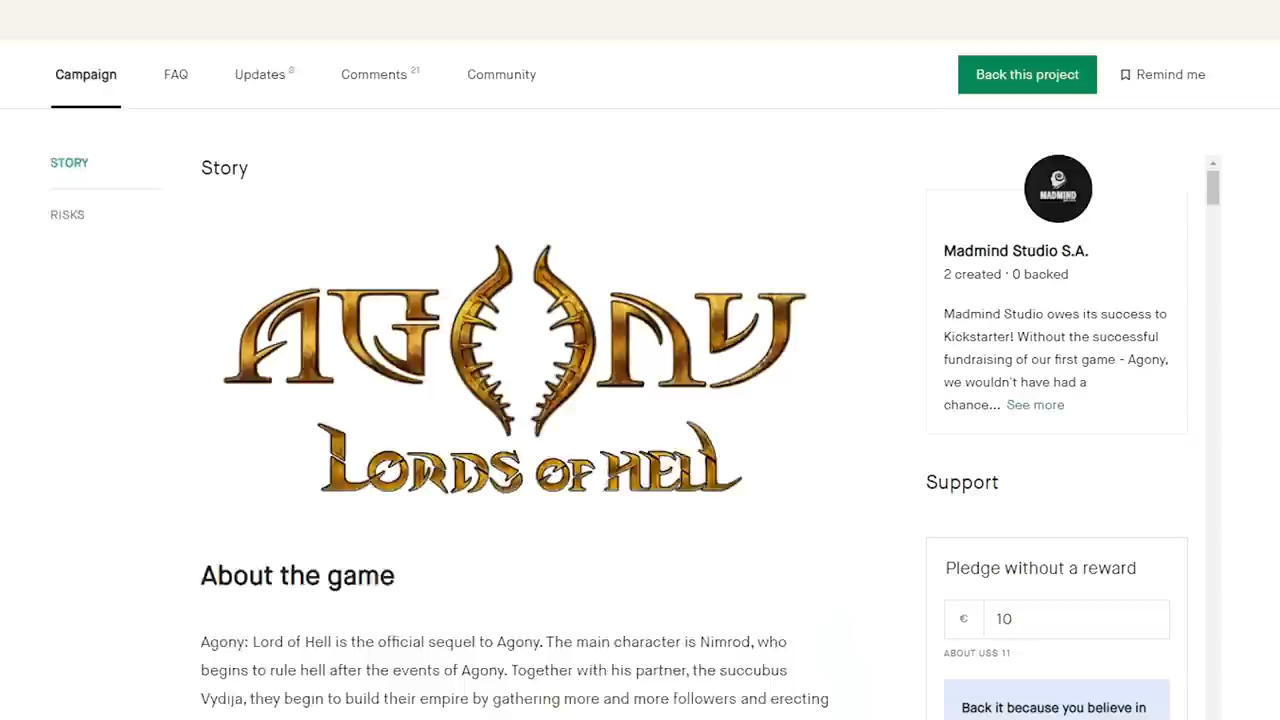 Campaign FAQ Updates Comments 21 Community Back this project Remind me
STORY
RISKS
Story
AGONY
LORDS OF HELL
About the game
Agony: Lord of Hell is the official sequel to Agony. The main character is Nimrod, who
begins to rule hell after the events of Agony. Together with his partner, the succubus
Vydija, they begin to build their empire by gathering more and more followers and erecting
MADMIND
Madmind Studio S.A.
2 created · 0 backed
Madmind Studio owes its success to
Kickstarter! Without the successful
fundraising of our first game - Agony,
we wouldn't have had a
chance... See more
Support
Pledge without a reward
€ 10
ABOUT US$ 11
Back it because you believe in